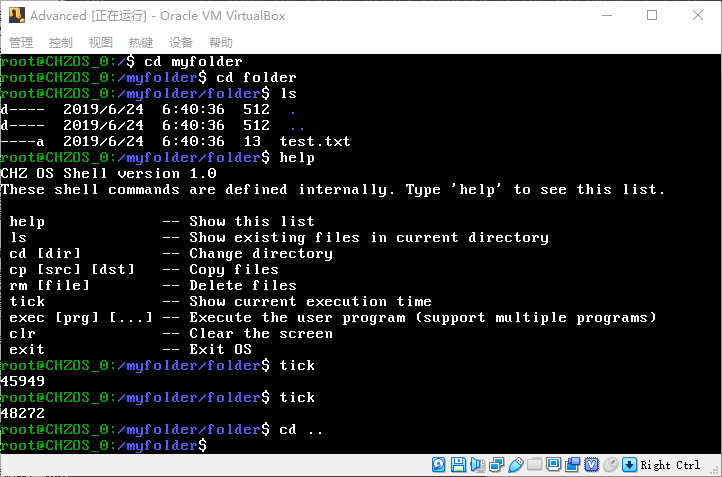 Advanced [正在运行] - Oracle VM VirtualBox
管理 控制 视图 热键 设备 帮助
root@CHZOS_0:/$ cd myfolder
root@CHZOS_0:/myfolder$ cd folder
root@CHZOS_0:/myfolder/folder$ ls
d---- 2019/6/24 6:40:36 512 .
d---- 2019/6/24 6:40:36 512 ..
----a 2019/6/24 6:40:36 13 test.txt
root@CHZOS_0:/myfolder/folder$ help
CHZ OS Shell version 1.0
These shell commands are defined internally. Type 'help' to see this list.
help -- Show this list
ls -- Show existing files in current directory
cd [dir] -- Change directory
cp [src] [dst] -- Copy files
rm [file] -- Delete files
tick -- Show current execution time
exec [prg] [...] -- Execute the user program (support multiple programs)
clr -- Clear the screen
exit -- Exit OS
root@CHZOS_0:/myfolder/folder$ tick
45949
root@CHZOS_0:/myfolder/folder$ tick
48272
root@CHZOS_0:/myfolder/folder$ cd ..
root@CHZOS_0:/myfolder$
Right Ctrl